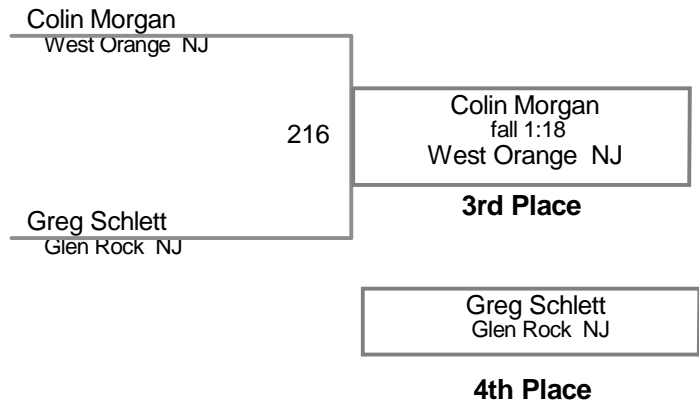 Colin Morgan
West Orange NJ
216
Colin Morgan
fall 1:18
West Orange NJ
3rd Place
Greg Schlett
Glen Rock NJ
Greg Schlett
Glen Rock NJ
4th Place